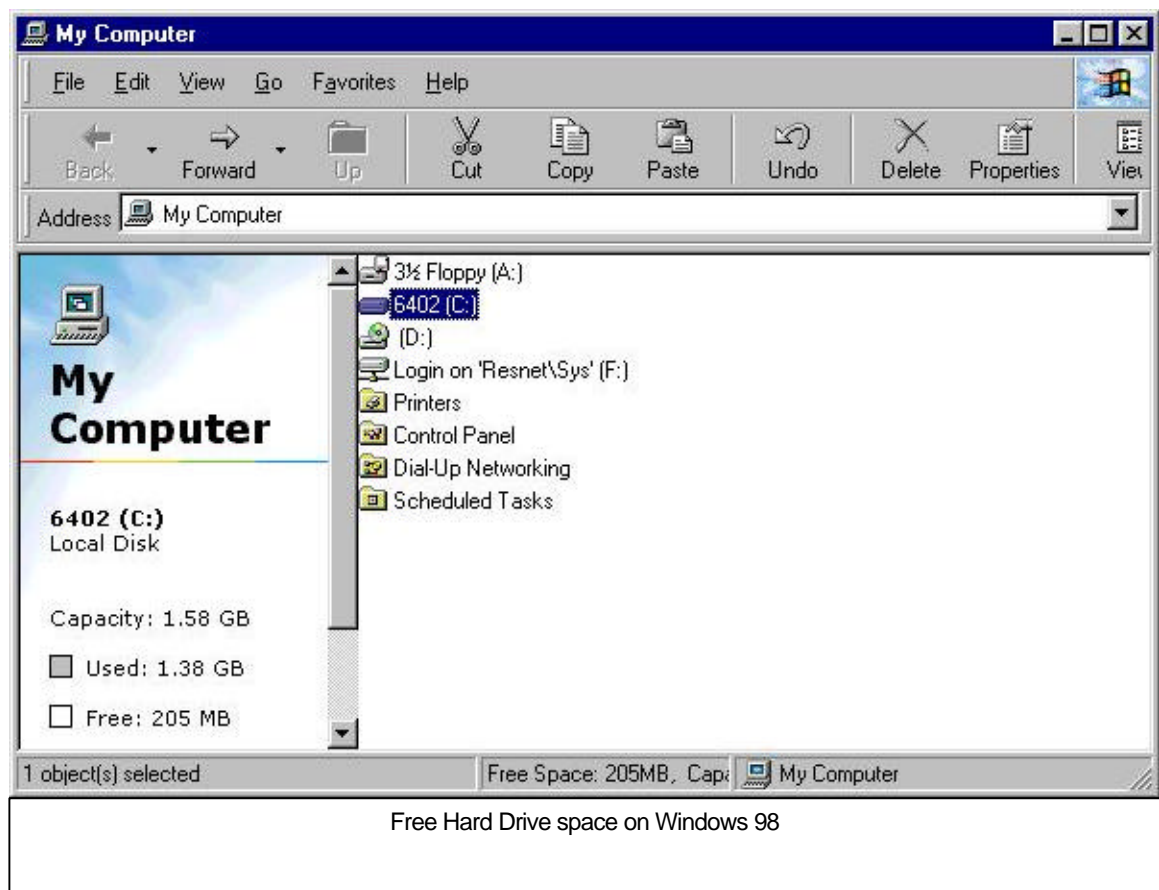 My Computer
File Edit View Go Favorites Help
Back Forward Up Cut Copy Paste Undo Delete Properties
Address My Computer
My
Computer
6402 (C:)
Local Disk
Capacity: 1.58 GB
Used: 1.38 GB
Free: 205 MB
3½ Floppy (A:)
6402 (C:)
(D:)
Login on 'Resnet\Sys' (F:)
Printers
Control Panel
Dial-Up Networking
Scheduled Tasks
1 object(s) selected
Free Space: 205MB,
My Computer
Free Hard Drive space on Windows 98